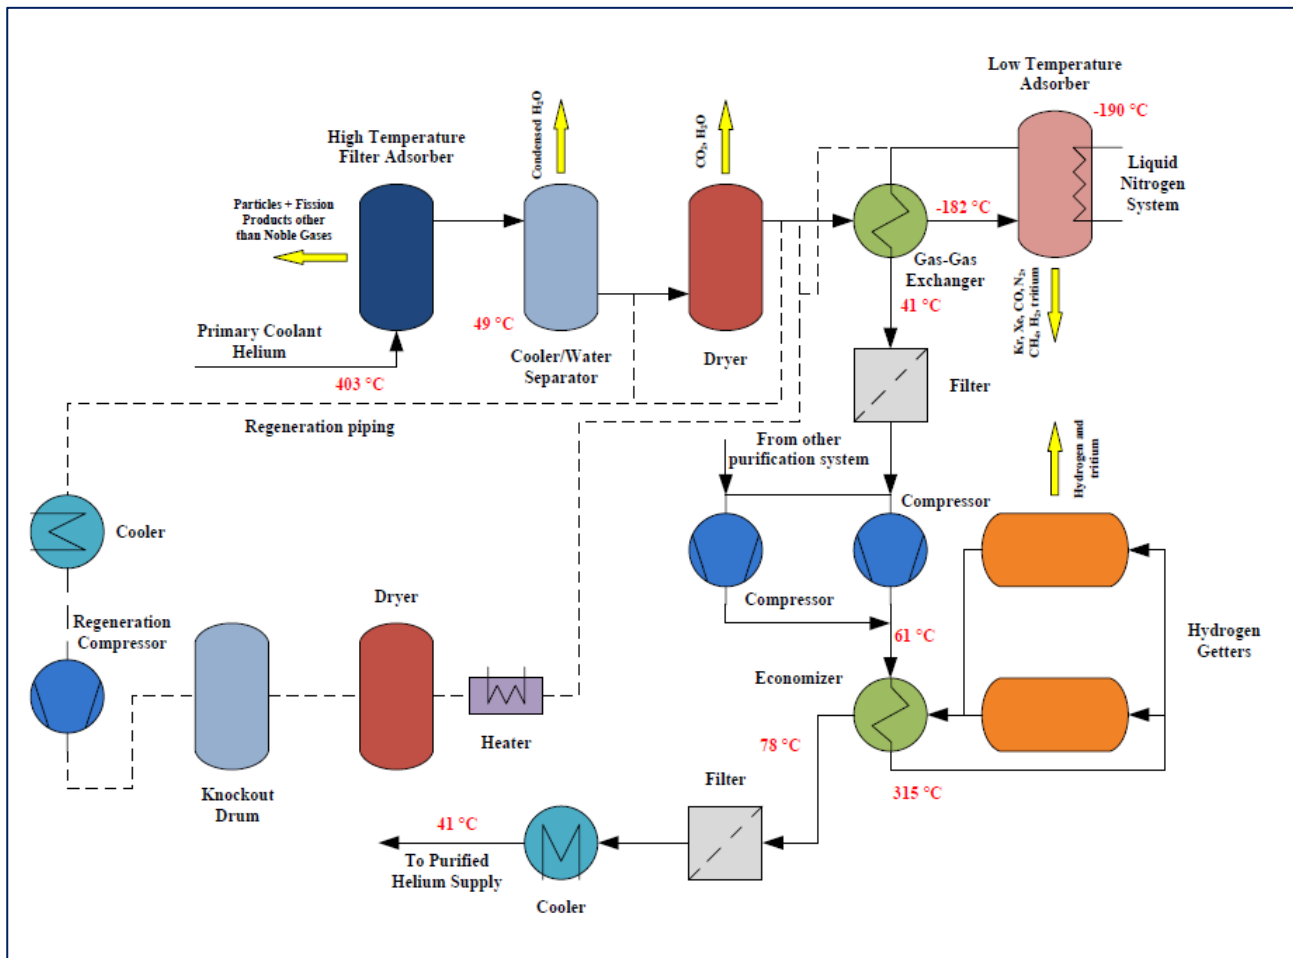 Low Temperature
Adsorber
-190 °C
Condensed H₂O
CO₂, H₂O
High Temperature
Filter Adsorber
Liquid
Nitrogen
System
Particles + Fission
Products other
than Noble Gases
-182 °C
Gas-Gas
Exchanger
41 °C
Kr, Xe, CO, N₂,
CH₄, H₂, tritium
49 °C
Primary Coolant
Helium
Cooler/Water
Separator
Dryer
403 °C
Filter
Regeneration piping
From other
purification system
Hydrogen and
tritium
Compressor
Cooler
Dryer
Compressor
Regeneration
Compressor
61 °C
Hydrogen
Getters
Economizer
Heater
78 °C
Filter
315 °C
Knockout
Drum
41 °C
To Purified
Helium Supply
Cooler